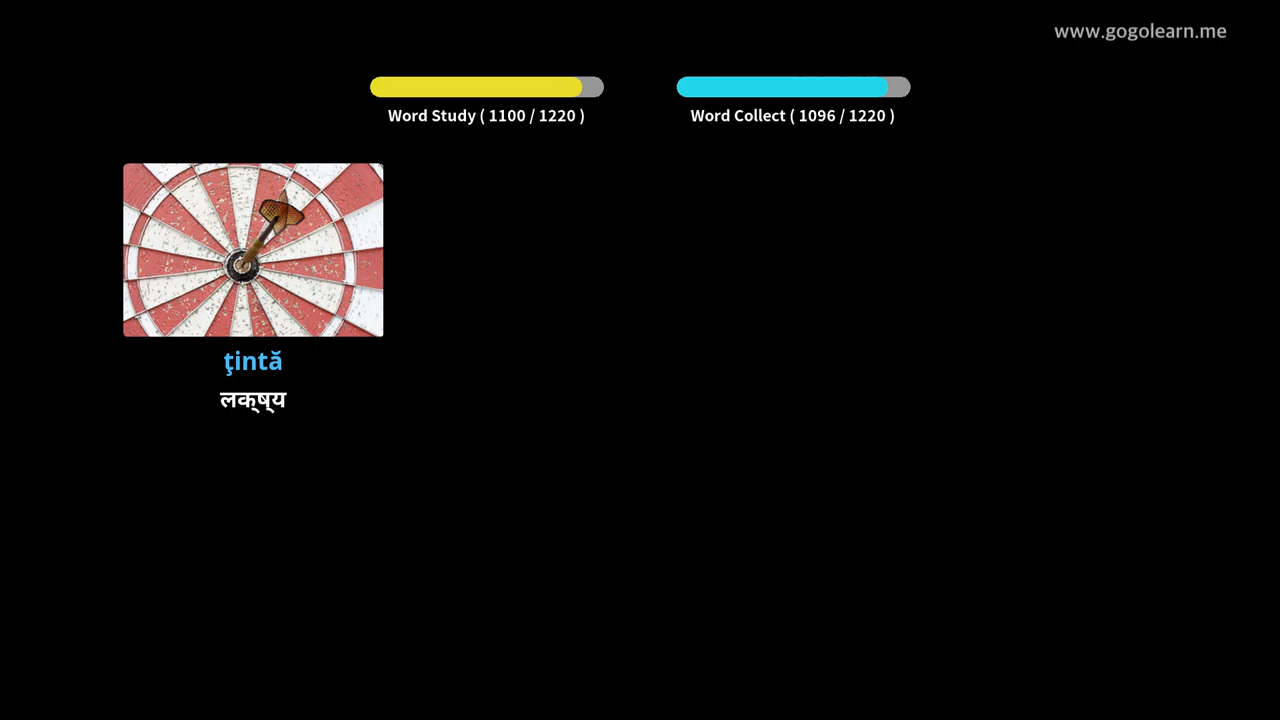 www.gogolearn.me
Word Study ( 1100 / 1220 )
Word Collect ( 1096 / 1220 )
ţintă
लक्ष्य